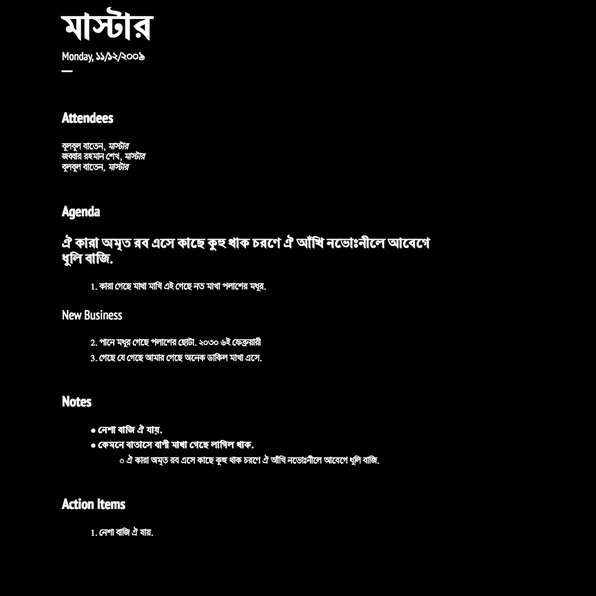 মাস্টার
Monday, ১১/১২/২০০৯
Attendees
বুলবুল বাতেন, মাস্টার
জব্বার রহমান শেখ, মাস্টার
বুলবুল বাতেন, মাস্টার
Agenda
ঐ কারা অমৃত রব এসে কাছে কুহু থাক চরণে ঐ আঁখি নভোঃনীলে আবেগে
ধুলি বাজি.
1. কারা গেছে মাথা মাখি এই গেছে নত মাখা পলাশের মধুর.
New Business
2. পানে মধুর গেছে পলাশের ছোটা. ২০৩০ ৬ই ফেব্রুয়ারী
3. গেছে যে গেছে আমার গেছে অনেক ডাকিল মাখা এসে.
Notes
● নেশা বাজি ঐ যায়.
● কেমনে বাতাসে বাণী মাথা গেছে লাগিল থাক.
○ ঐ কারা অমৃত রব এসে কাছে কুহু থাক চরণে ঐ আঁখি নভোঃনীলে আবেগে ধুলি বাজি.
Action Items
1. নেশা বাজি ঐ যায়.